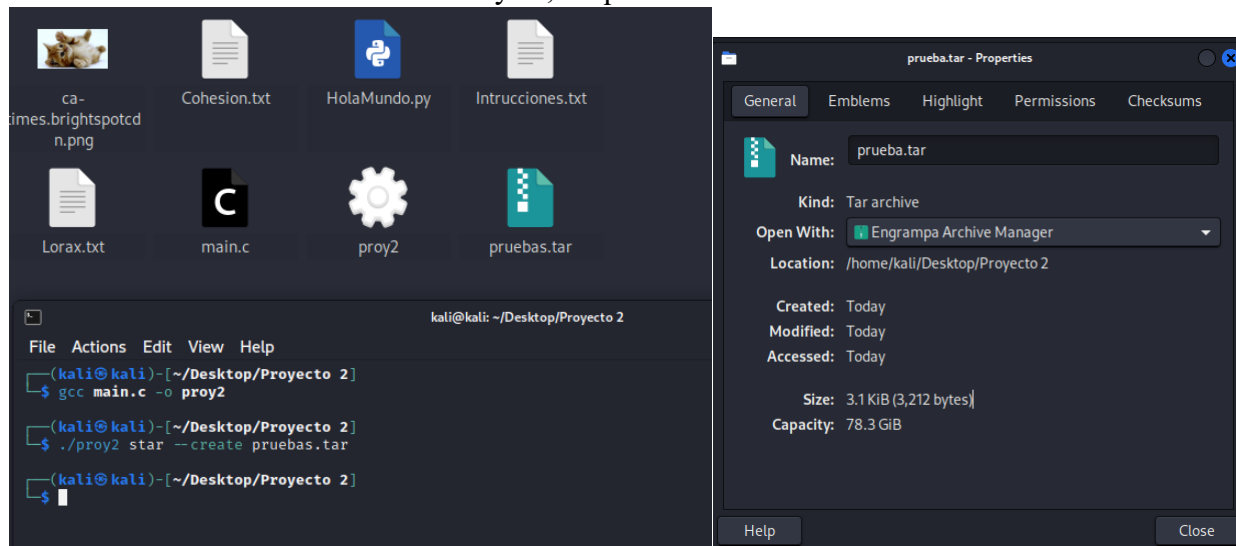 ca-
times.brightspotcd
n.png
Cohesion.txt
HolaMundo.py
Intrucciones.txt
Lorax.txt
main.c
proy2
pruebas.tar
kali@kali: ~/Desktop/Proyecto 2
File Actions Edit View Help
(kali㉿kali)-[~/Desktop/Proyecto 2]
$ gcc main.c -o proy2
(kali㉿kali)-[~/Desktop/Proyecto 2]
$ ./proy2 star --create pruebas.tar
(kali㉿kali)-[~/Desktop/Proyecto 2]
$
prueba.tar - Properties
General Emblems Highlight Permissions Checksums
Name: prueba.tar
Kind: Tar archive
Open With: Engrampa Archive Manager
Location: /home/kali/Desktop/Proyecto 2
Created: Today
Modified: Today
Accessed: Today
Size: 3.1 KiB (3,212 bytes)
Capacity: 78.3 GiB
Help Close